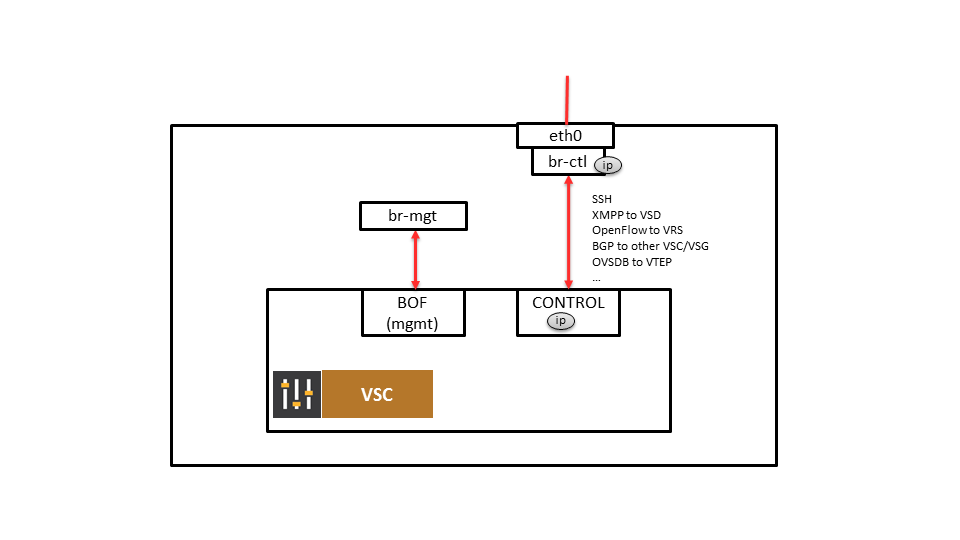 eth0
br-ctl
ip
SSH
XMPP to VSD
OpenFlow to VRS
BGP to other VSC/VSG
OVSDB to VTEP
...
br-mgt
BOF
(mgmt)
CONTROL
ip
VSC